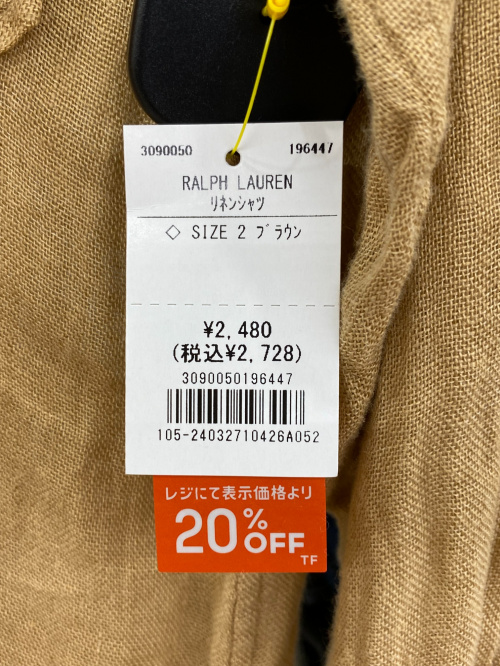 3090050 196447
RALPH LAUREN
リネンシャツ
◇ SIZE 2 ブラウン
¥2,480
(税込¥2,728)
3090050196447
105-24032710426A052
レジにて表示価格より
20%OFF
TF